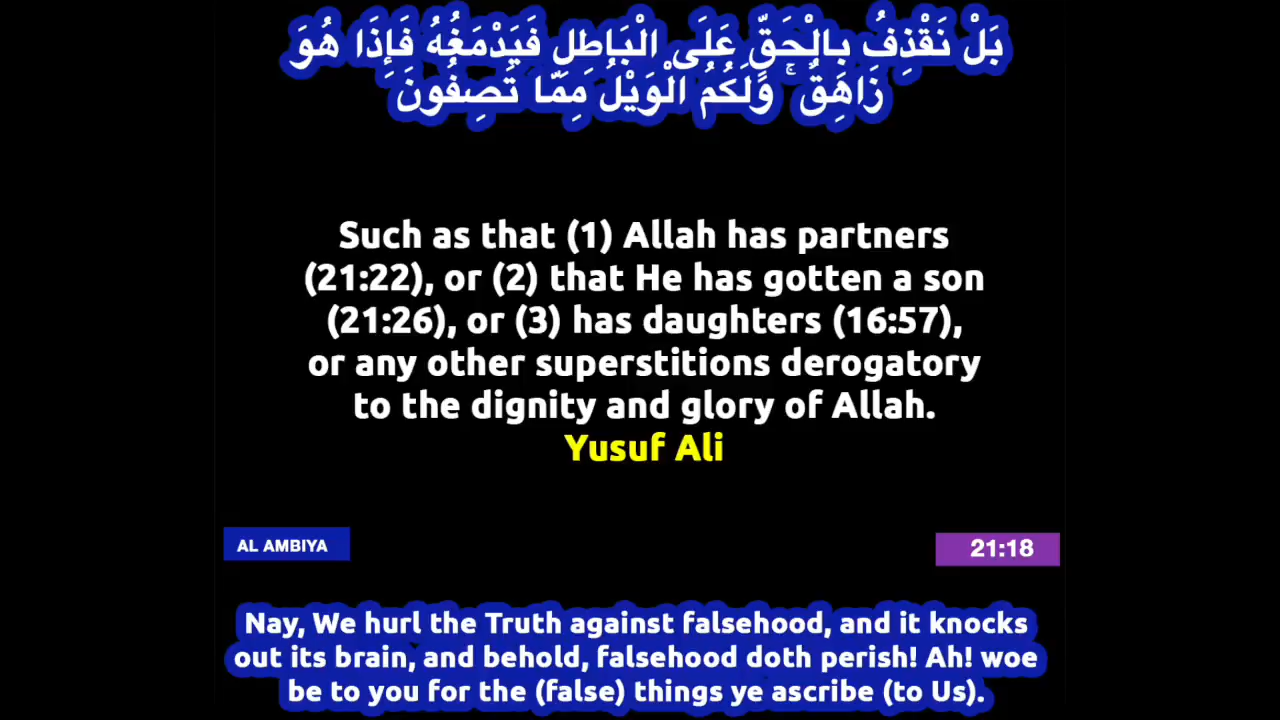 بَلْ نَقْذِفُ بِالْحَقِّ عَلَى الْبَاطِلِ فَيَدْمَغُهُ فَإِذَا هُوَ
زَاهِقٌ ۚ وَلَكُمُ الْوَيْلُ مِمَّا تَصِفُونَ
Such as that (1) Allah has partners
(21:22), or (2) that He has gotten a son
(21:26), or (3) has daughters (16:57),
or any other superstitions derogatory
to the dignity and glory of Allah.
Yusuf Ali
AL AMBIYA
21:18
Nay, We hurl the Truth against falsehood, and it knocks
out its brain, and behold, falsehood doth perish! Ah! woe
be to you for the (false) things ye ascribe (to Us).